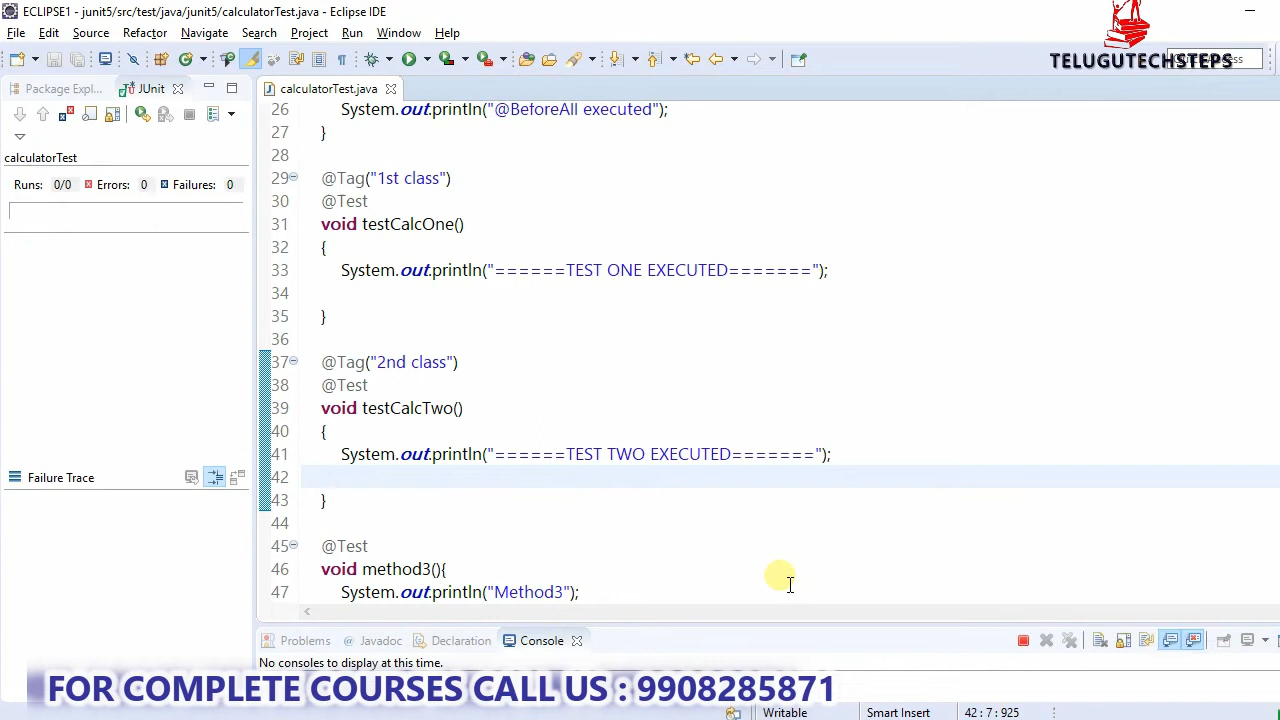 ECLIPSE1 - junit5/src/test/java/junit5/calculatorTest.java - Eclipse IDE
File Edit Source Refactor Navigate Search Project Run Window Help
TELUGUTECHSTEPS
Package Expl... JUnit
calculatorTest.java
calculatorTest
Runs: 0/0 Errors: 0 Failures: 0
Failure Trace
26 System.out.println("@BeforeAll executed");
27 }
28
29 @Tag("1st class")
30 @Test
31 void testCalcOne()
32 {
33 System.out.println("======TEST ONE EXECUTED=======");
34
35 }
36
37 @Tag("2nd class")
38 @Test
39 void testCalcTwo()
40 {
41 System.out.println("======TEST TWO EXECUTED=======");
42
43 }
44
45 @Test
46 void method3(){
47 System.out.println("Method3");
Problems Javadoc Declaration Console
No consoles to display at this time.
FOR COMPLETE COURSES CALL US : 9908285871
Writable Smart Insert 42 : 7 : 925